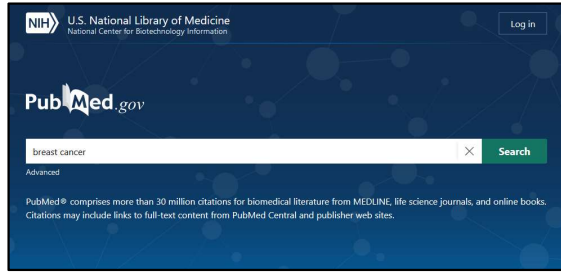 NIH U.S. National Library of Medicine
National Center for Biotechnology Information
Log in
PubMed.gov
breast cancer
Search
Advanced
PubMed® comprises more than 30 million citations for biomedical literature from MEDLINE, life science journals, and online books.
Citations may include links to full-text content from PubMed Central and publisher web sites.